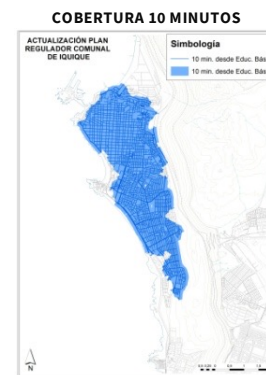 COBERTURA 10 MINUTOS
ACTUALIZACIÓN PLAN
REGULADOR COMUNAL
DE IQUIQUE
Simbología
10 min. desde Educ. Bás
10 min. desde Educ. Bás
N